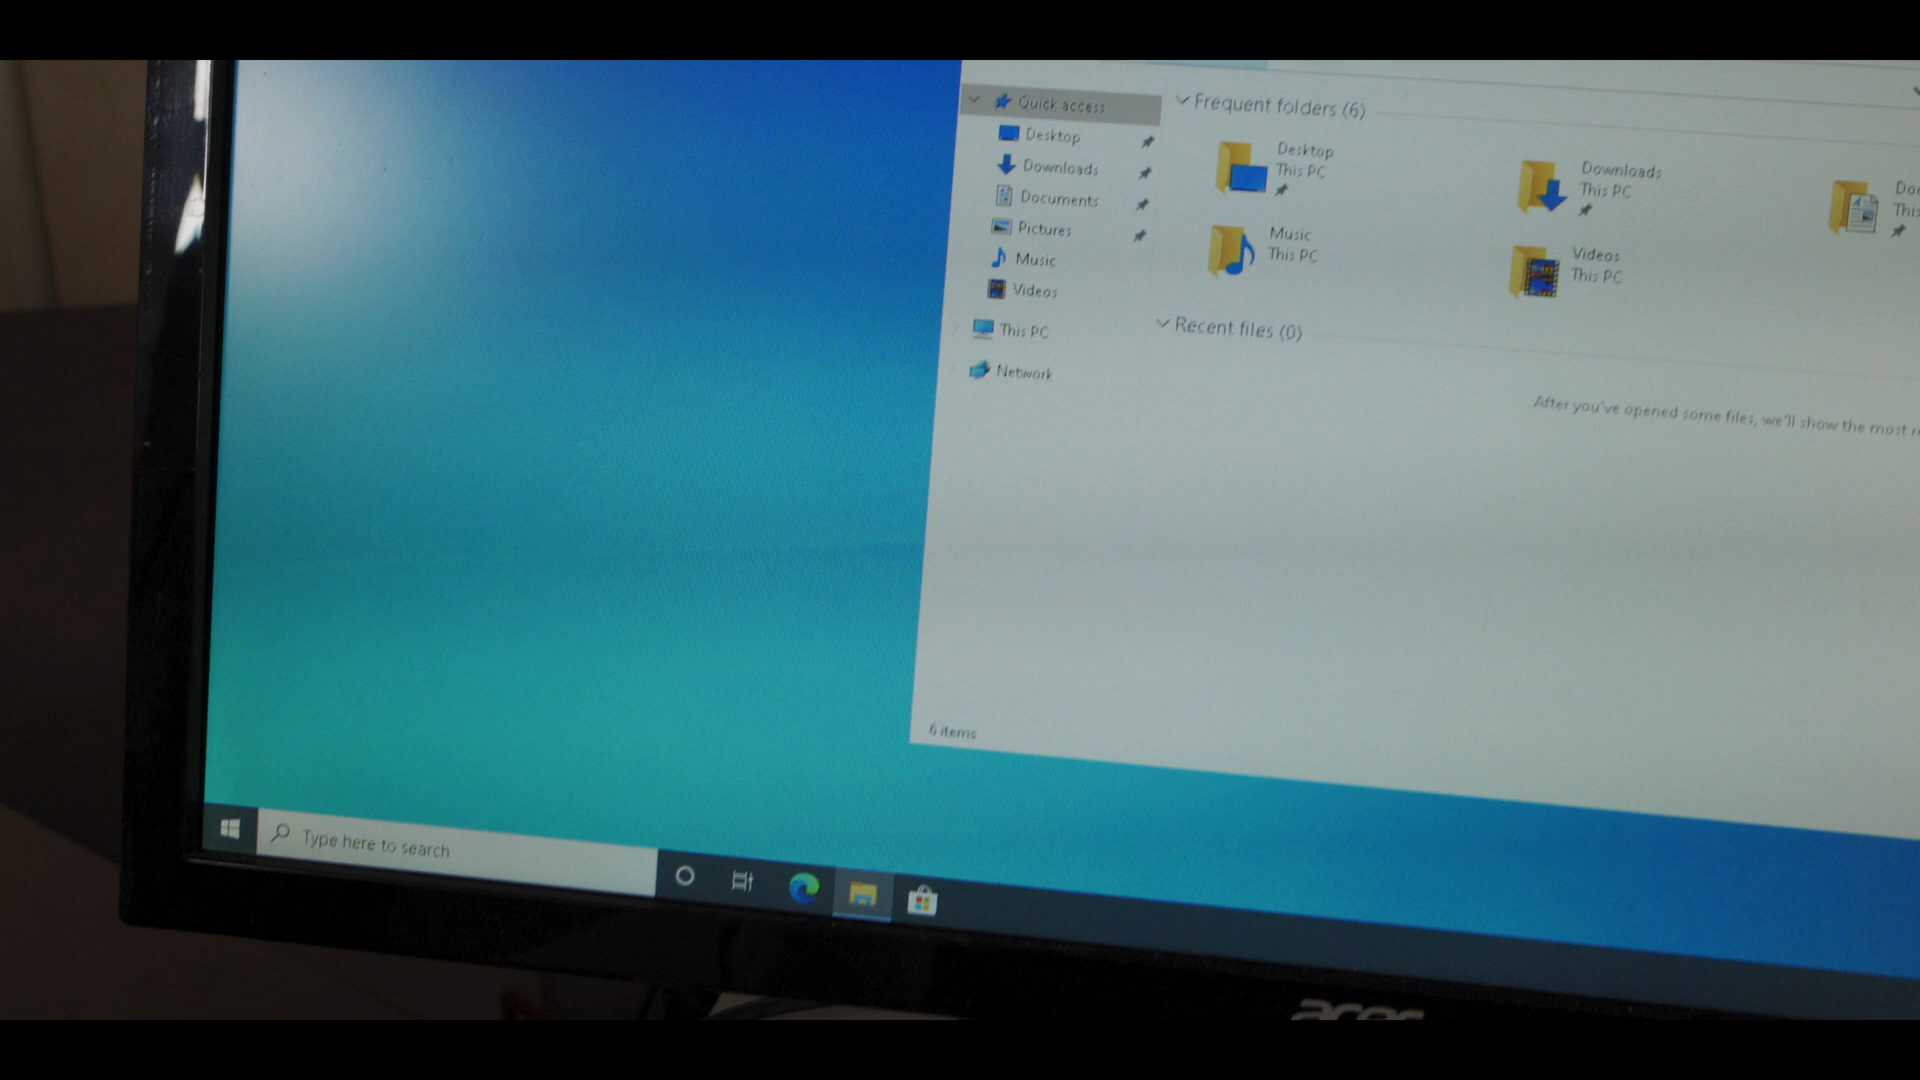 Quick access
Desktop
Downloads
Documents
Pictures
Music
Videos
This PC
Network
Frequent folders (6)
Desktop
This PC
Downloads
This PC
Music
This PC
Videos
This PC
Recent files (0)
After you've opened some files, we'll show the most
6 items
Type here to search
acer